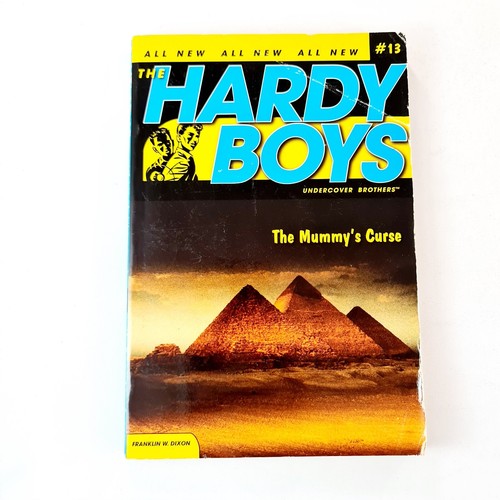 ALL NEW ALL NEW ALL NEW #13
THE
HARDY
BOYS
UNDERCOVER BROTHERS™
The Mummy's Curse
FRANKLIN W. DIXON